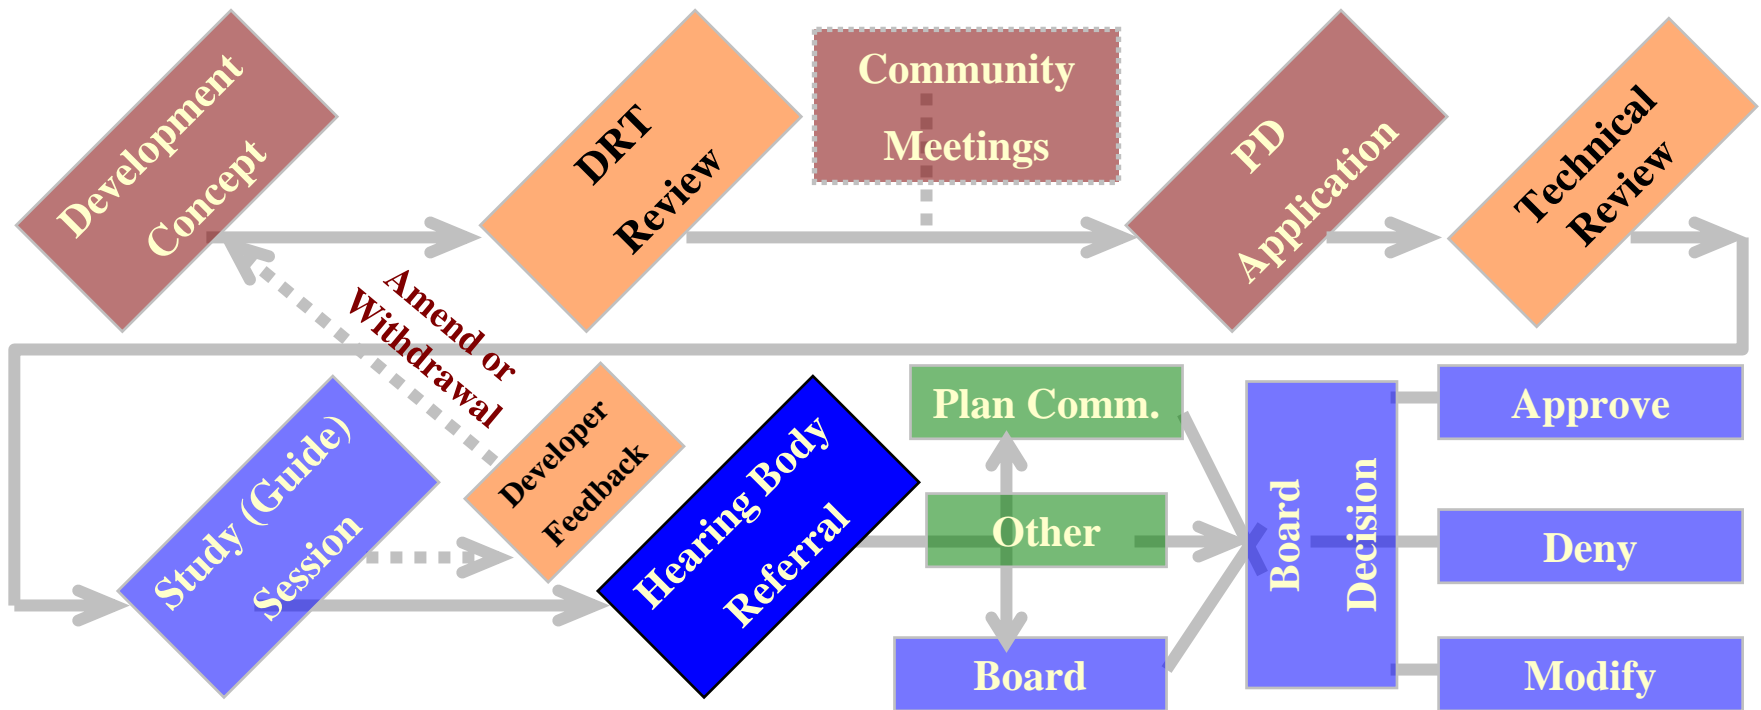 Development
Concept
DRT
Review
Community
Meetings
PD
Application
Technical
Review
Amend or
Withdrawal
Study (Guide)
Session
Developer
Feedback
Hearing Body
Referral
Plan Comm.
Other
Board
Board
Decision
Approve
Deny
Modify